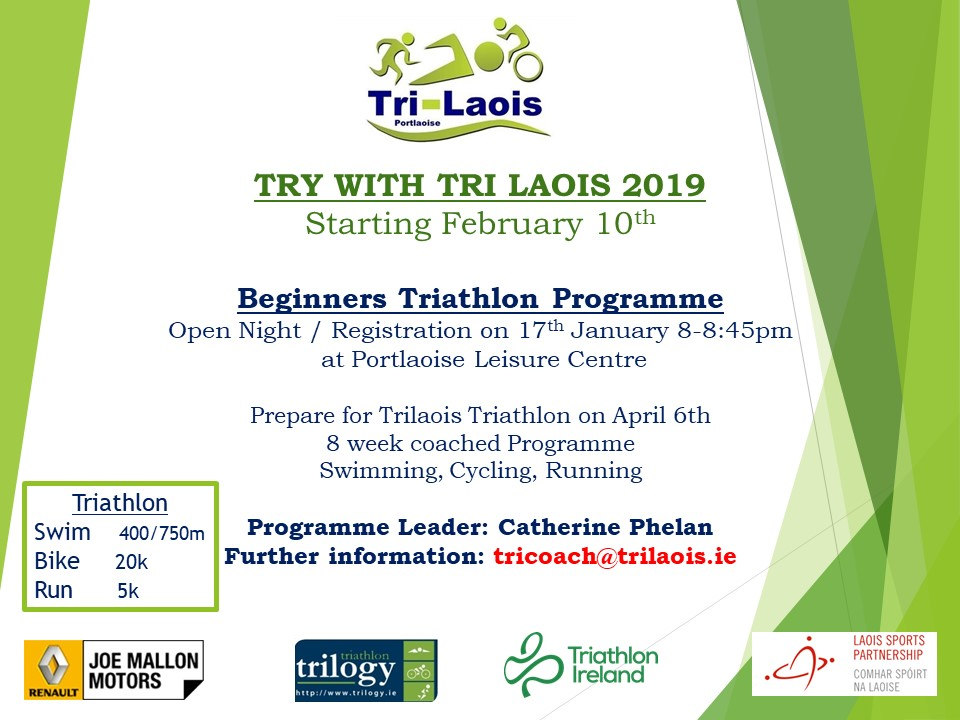 Tri-Laois
Portlaoise
TRY WITH TRI LAOIS 2019
Starting February 10th
Beginners Triathlon Programme
Open Night / Registration on 17th January 8-8:45pm
at Portlaoise Leisure Centre
Prepare for Trilaois Triathlon on April 6th
8 week coached Programme
Swimming, Cycling, Running
Triathlon
Swim 400/750m
Bike 20k
Run 5k
Programme Leader: Catherine Phelan
Further information: tricoach@trilaois.ie
RENAULT
JOE MALLON
MOTORS
triathlon
trilogy
http://www.trilogy.ie
Triathlon
Ireland
LAOIS SPORTS
PARTNERSHIP
COMHAR SPÓIRT
NA LAOISE